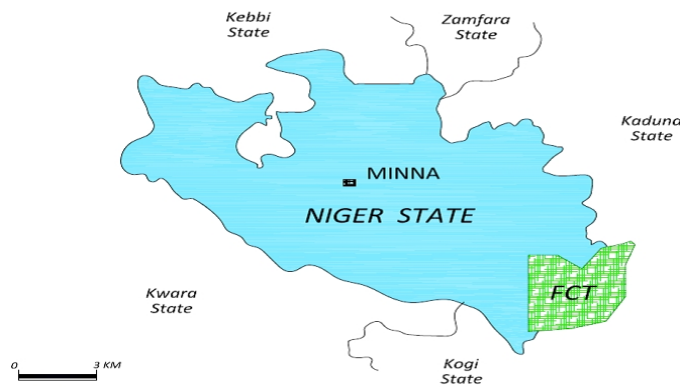 Kebbi
State
Zamfara
State
Kaduna
State
MINNA
NIGER STATE
FCT
Kwara
State
0 3 KM
Kogi
State